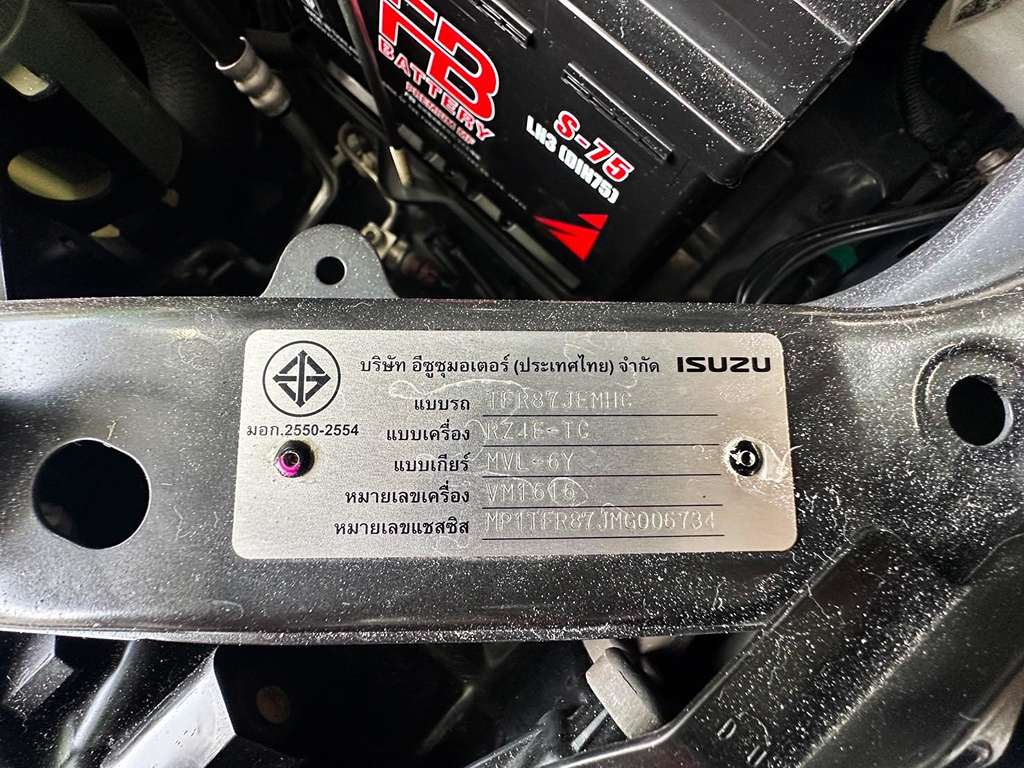 FB
BATTERY
PREMIUM MF
S-75
LN3 (DIN75)
บริษัท อีซูซุมอเตอร์ (ประเทศไทย) จำกัด ISUZU
แบบรถ TFR87JEMHG
มอก.2550-2554
แบบเครื่อง RZ4E-TC
แบบเกียร์ MVL-6Y
หมายเลขเครื่อง VM1616
หมายเลขแชสซิส MP1TFR87JMG006734
D H